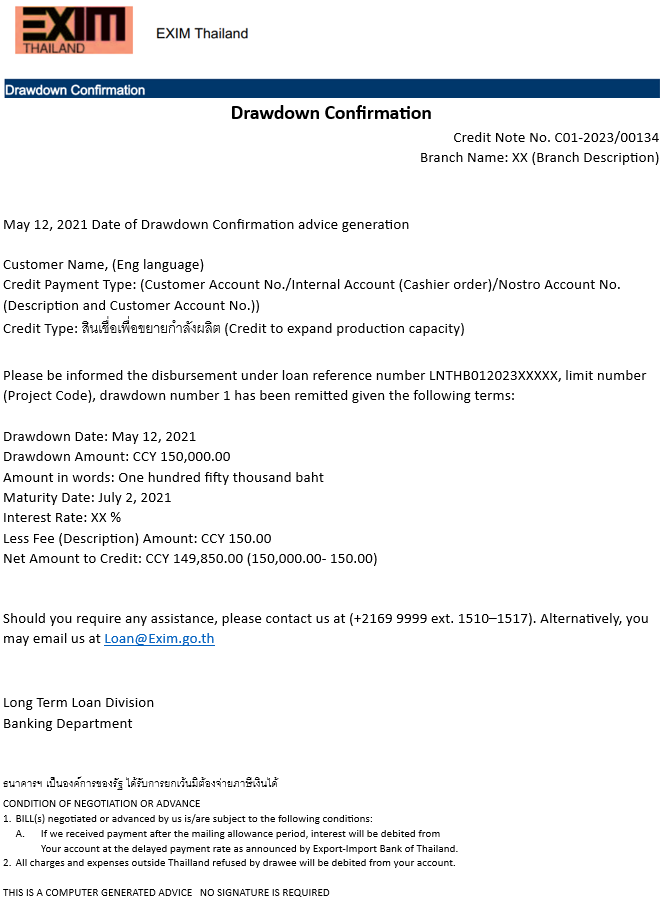 EXIM
THAILAND
EXIM Thailand
Drawdown Confirmation
Drawdown Confirmation
Credit Note No. C01-2023/00134
Branch Name: XX (Branch Description)
May 12, 2021 Date of Drawdown Confirmation advice generation
Customer Name, (Eng language)
Credit Payment Type: (Customer Account No./Internal Account (Cashier order)/Nostro Account No.
(Description and Customer Account No.))
Credit Type: สินเชื่อเพื่อขยายกำลังผลิต (Credit to expand production capacity)
Please be informed the disbursement under loan reference number LNTHB012023XXXXX, limit number
(Project Code), drawdown number 1 has been remitted given the following terms:
Drawdown Date: May 12, 2021
Drawdown Amount: CCY 150,000.00
Amount in words: One hundred fifty thousand baht
Maturity Date: July 2, 2021
Interest Rate: XX %
Less Fee (Description) Amount: CCY 150.00
Net Amount to Credit: CCY 149,850.00 (150,000.00- 150.00)
Should you require any assistance, please contact us at (+2169 9999 ext. 1510–1517). Alternatively, you
may email us at Loan@Exim.go.th
Long Term Loan Division
Banking Department
ธนาคารฯ เป็นองค์การของรัฐ ได้รับการยกเว้นมิต้องจ่ายภาษีเงินได้
CONDITION OF NEGOTIATION OR ADVANCE
1. BILL(s) negotiated or advanced by us is/are subject to the following conditions:
A. If we received payment after the mailing allowance period, interest will be debited from
Your account at the delayed payment rate as announced by Export-Import Bank of Thailand.
2. All charges and expenses outside Thailland refused by drawee will be debited from your account.
THIS IS A COMPUTER GENERATED ADVICE NO SIGNATURE IS REQUIRED